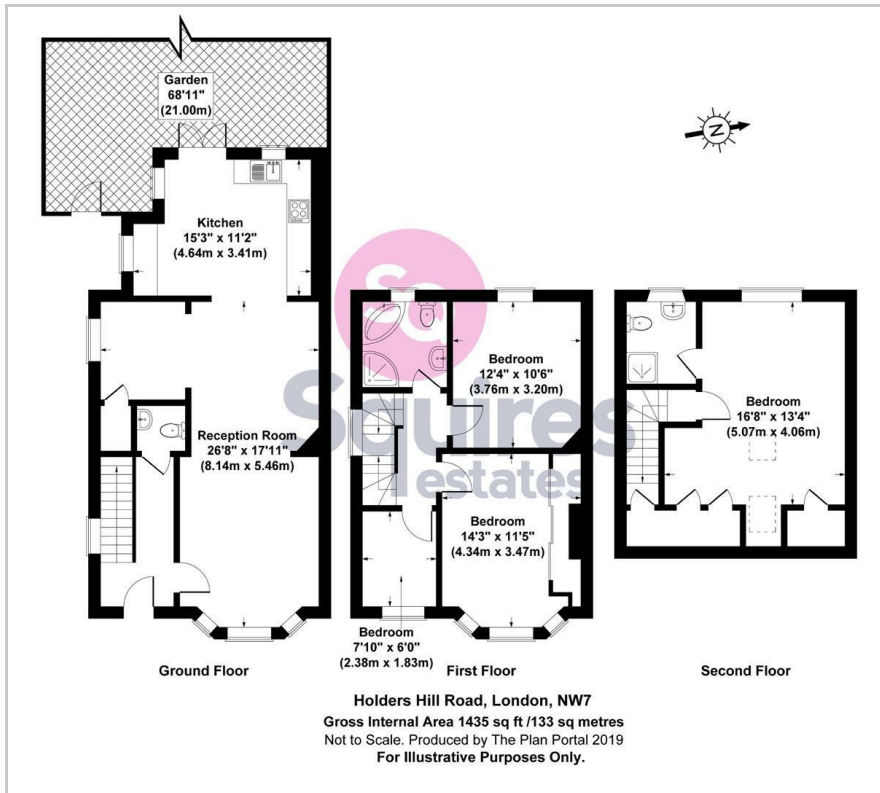 Garden
68'11"
(21.00m)
N
Kitchen
15'3" x 11'2"
(4.64m x 3.41m)
SQ
Squires
estates
Reception Room
26'8" x 17'11"
(8.14m x 5.46m)
Ground Floor
Bedroom
12'4" x 10'6"
(3.76m x 3.20m)
Bedroom
14'3" x 11'5"
(4.34m x 3.47m)
Bedroom
7'10" x 6'0"
(2.38m x 1.83m)
First Floor
Bedroom
16'8" x 13'4"
(5.07m x 4.06m)
Second Floor
Holders Hill Road, London, NW7
Gross Internal Area 1435 sq ft /133 sq metres
Not to Scale. Produced by The Plan Portal 2019
For Illustrative Purposes Only.